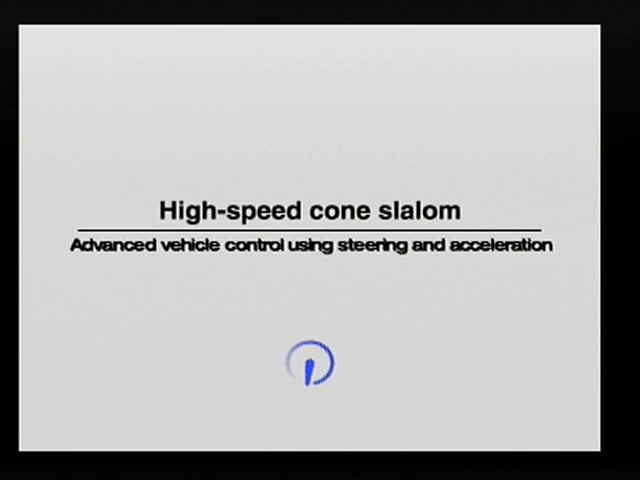 High-speed cone slalom
Advanced vehicle control using steering and acceleration